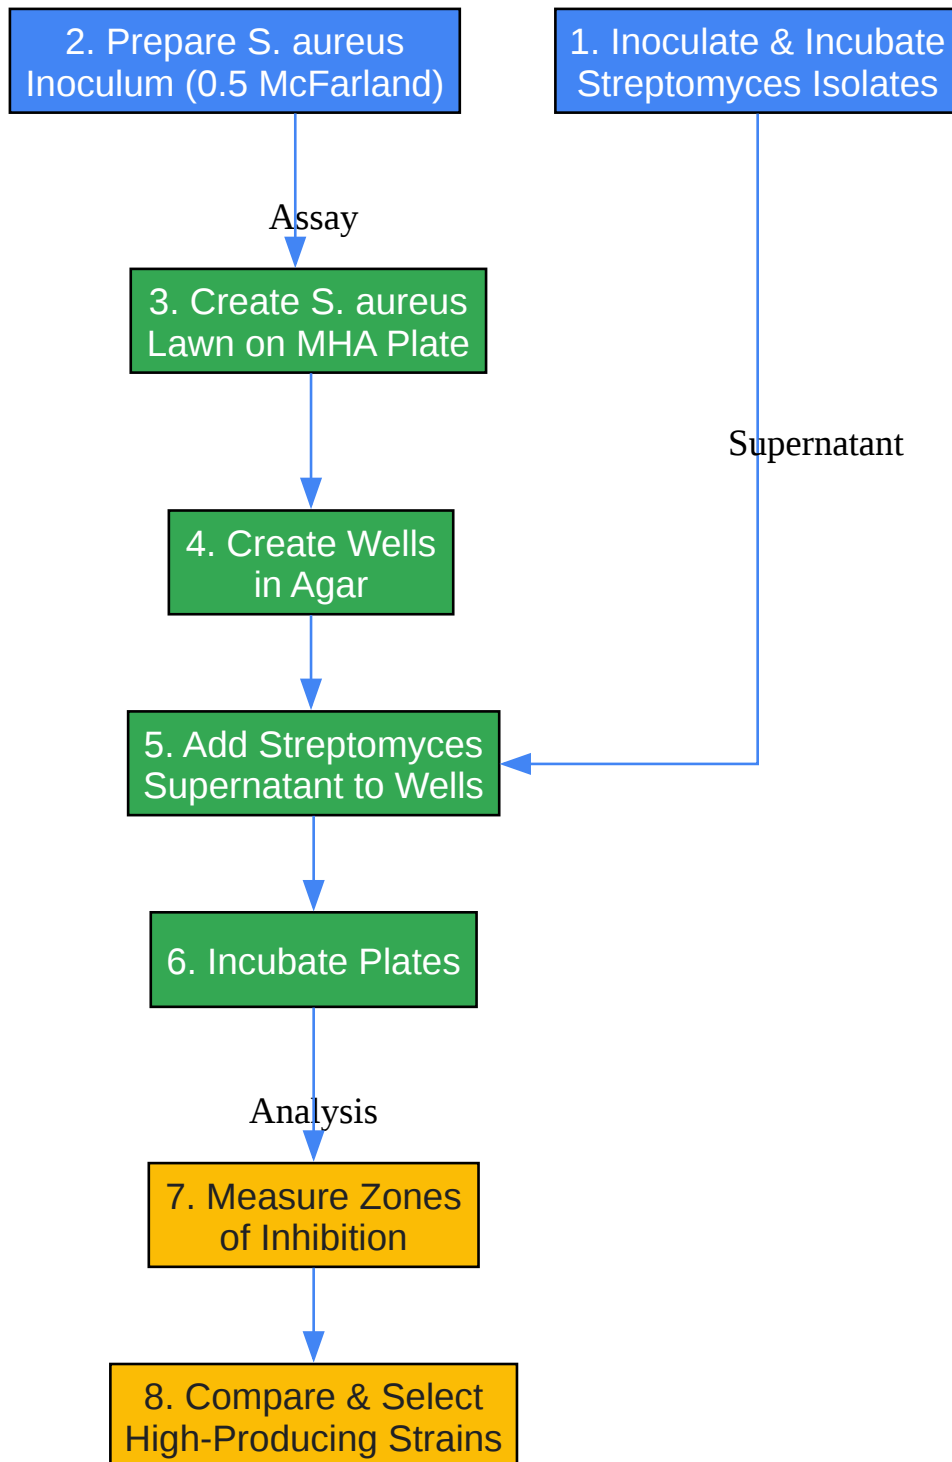 2. Prepare S. aureus
Inoculum (0.5 McFarland)
1. Inoculate & Incubate
Streptomyces Isolates
Assay
3. Create S. aureus
Lawn on MHA Plate
Supernatant
4. Create Wells
in Agar
5. Add Streptomyces
Supernatant to Wells
6. Incubate Plates
Analysis
7. Measure Zones
of Inhibition
8. Compare & Select
High-Producing Strains